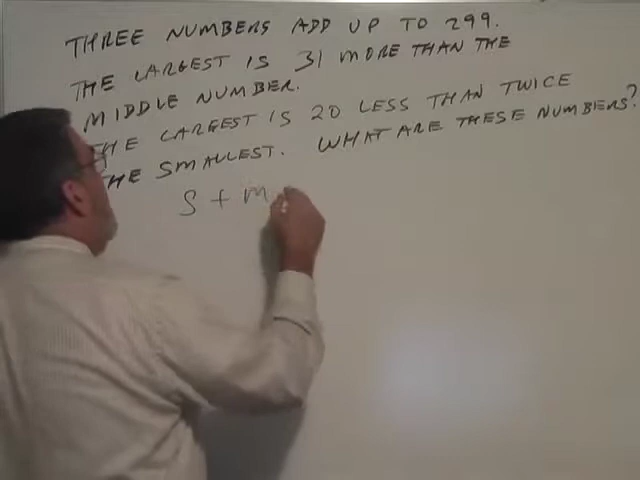 THREE NUMBERS ADD UP TO 299.
THE LARGEST IS 31 MORE THAN THE
MIDDLE NUMBER.
THE LARGEST IS 20 LESS THAN TWICE
THE SMALLEST. WHAT ARE THESE NUMBERS?
S + M